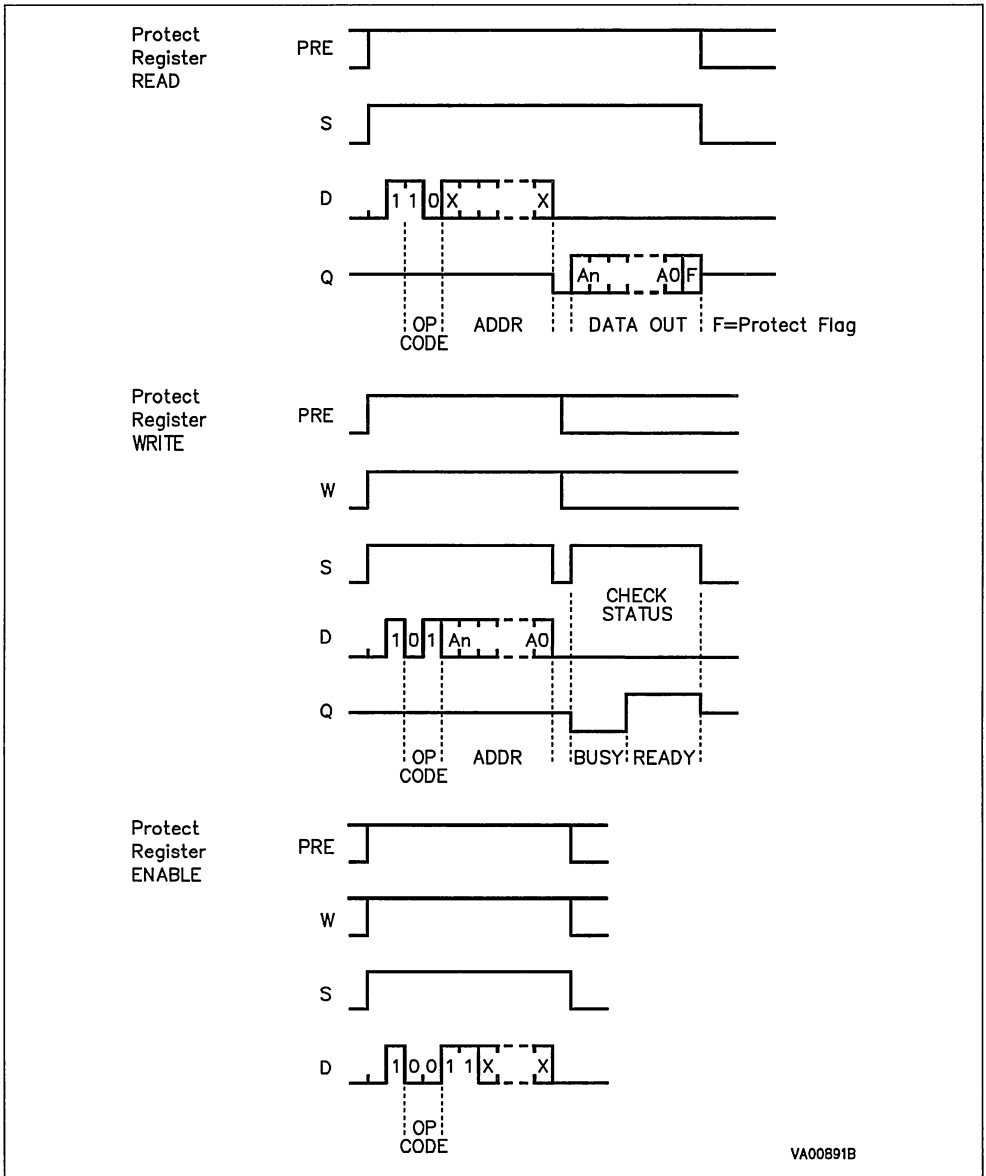 Protect
Register
READ
PRE
S
D 1 1 0 X X
Q An A0 F
OP
CODE
ADDR DATA OUT F=Protect Flag
Protect
Register
WRITE
PRE
W
S
CHECK
STATUS
D 1 0 1 An A0
Q
OP
CODE
ADDR BUSY READY
Protect
Register
ENABLE
PRE
W
S
D 1 0 0 1 1 X X
OP
CODE
VA00891B